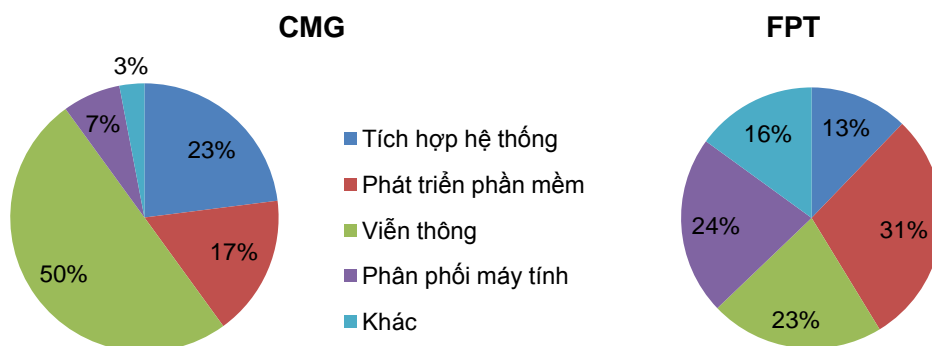 CMG
3%
7%
23%
17%
50%
Tích hợp hệ thống
Phát triển phần mềm
Viễn thông
Phân phối máy tính
Khác
FPT
16%
13%
24%
31%
23%